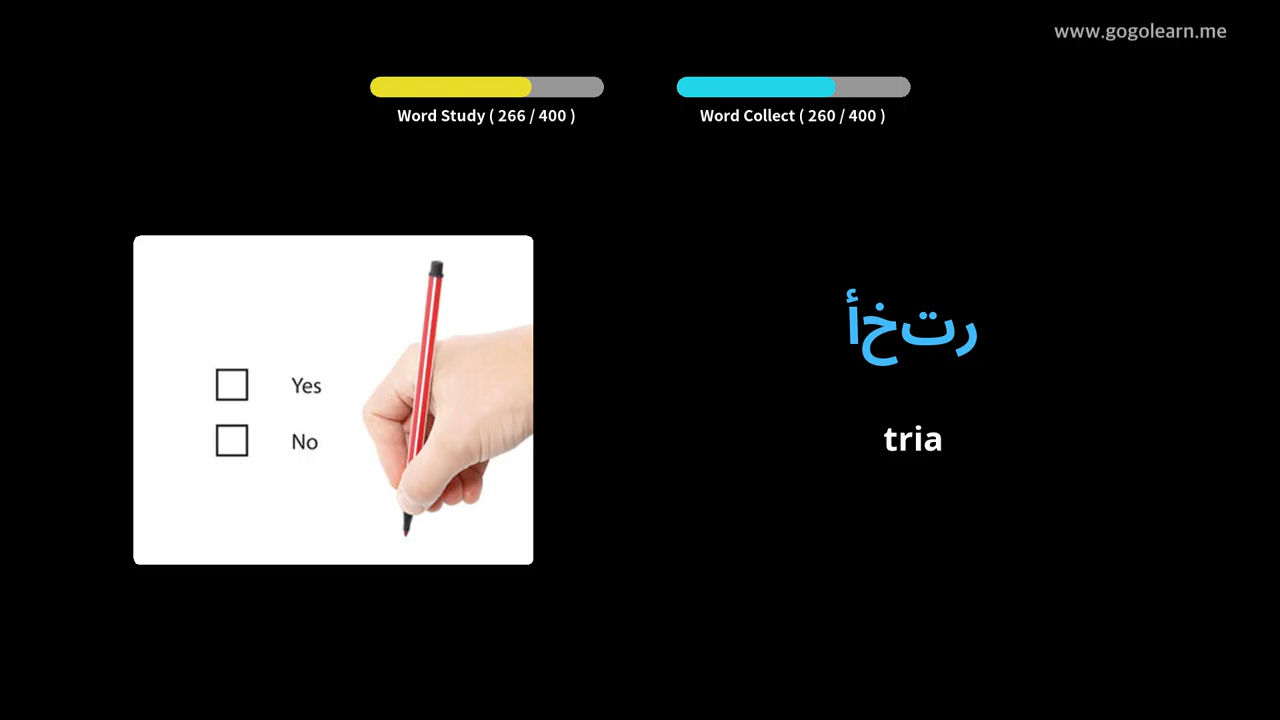 www.gogolearn.me
Word Study ( 266 / 400 )
Word Collect ( 260 / 400 )
Yes
No
رتخأ
tria